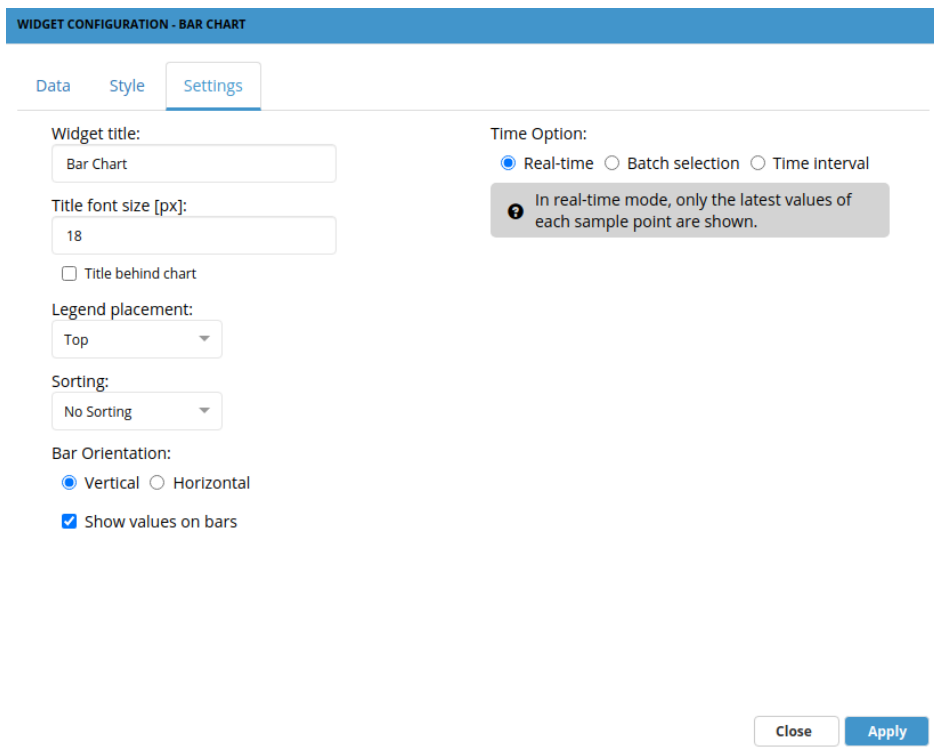 WIDGET CONFIGURATION - BAR CHART
Data Style Settings
Widget title:
Bar Chart
Title font size [px]:
18
Title behind chart
Legend placement:
Top
Sorting:
No Sorting
Bar Orientation:
Vertical Horizontal
Show values on bars
Time Option:
Real-time Batch selection Time interval
In real-time mode, only the latest values of
each sample point are shown.
Close Apply